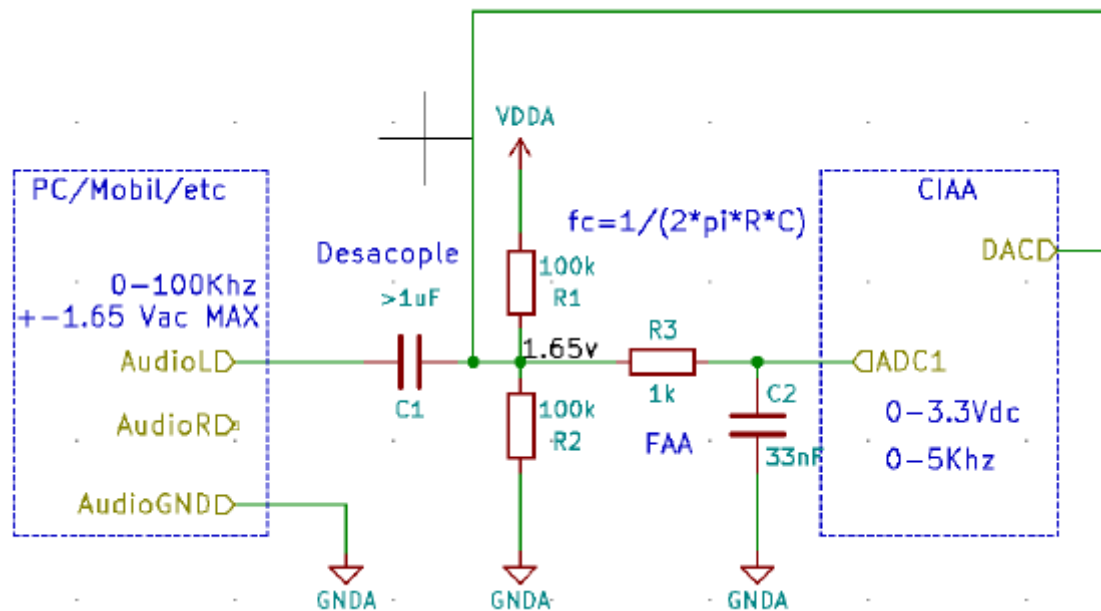 VDDA
PC/Mobil/etc
CIAA
fc=1/(2*pi*R*C)
Desacople
DAC
100k
R1
0-100Khz
+-1.65 Vac MAX
>1uF
R3
1.65v
AudioL
ADC1
C1
1k
C2
100k
R2
AudioR
0-3.3Vdc
FAA
33nF
0-5Khz
AudioGND
GNDA
GNDA
GNDA